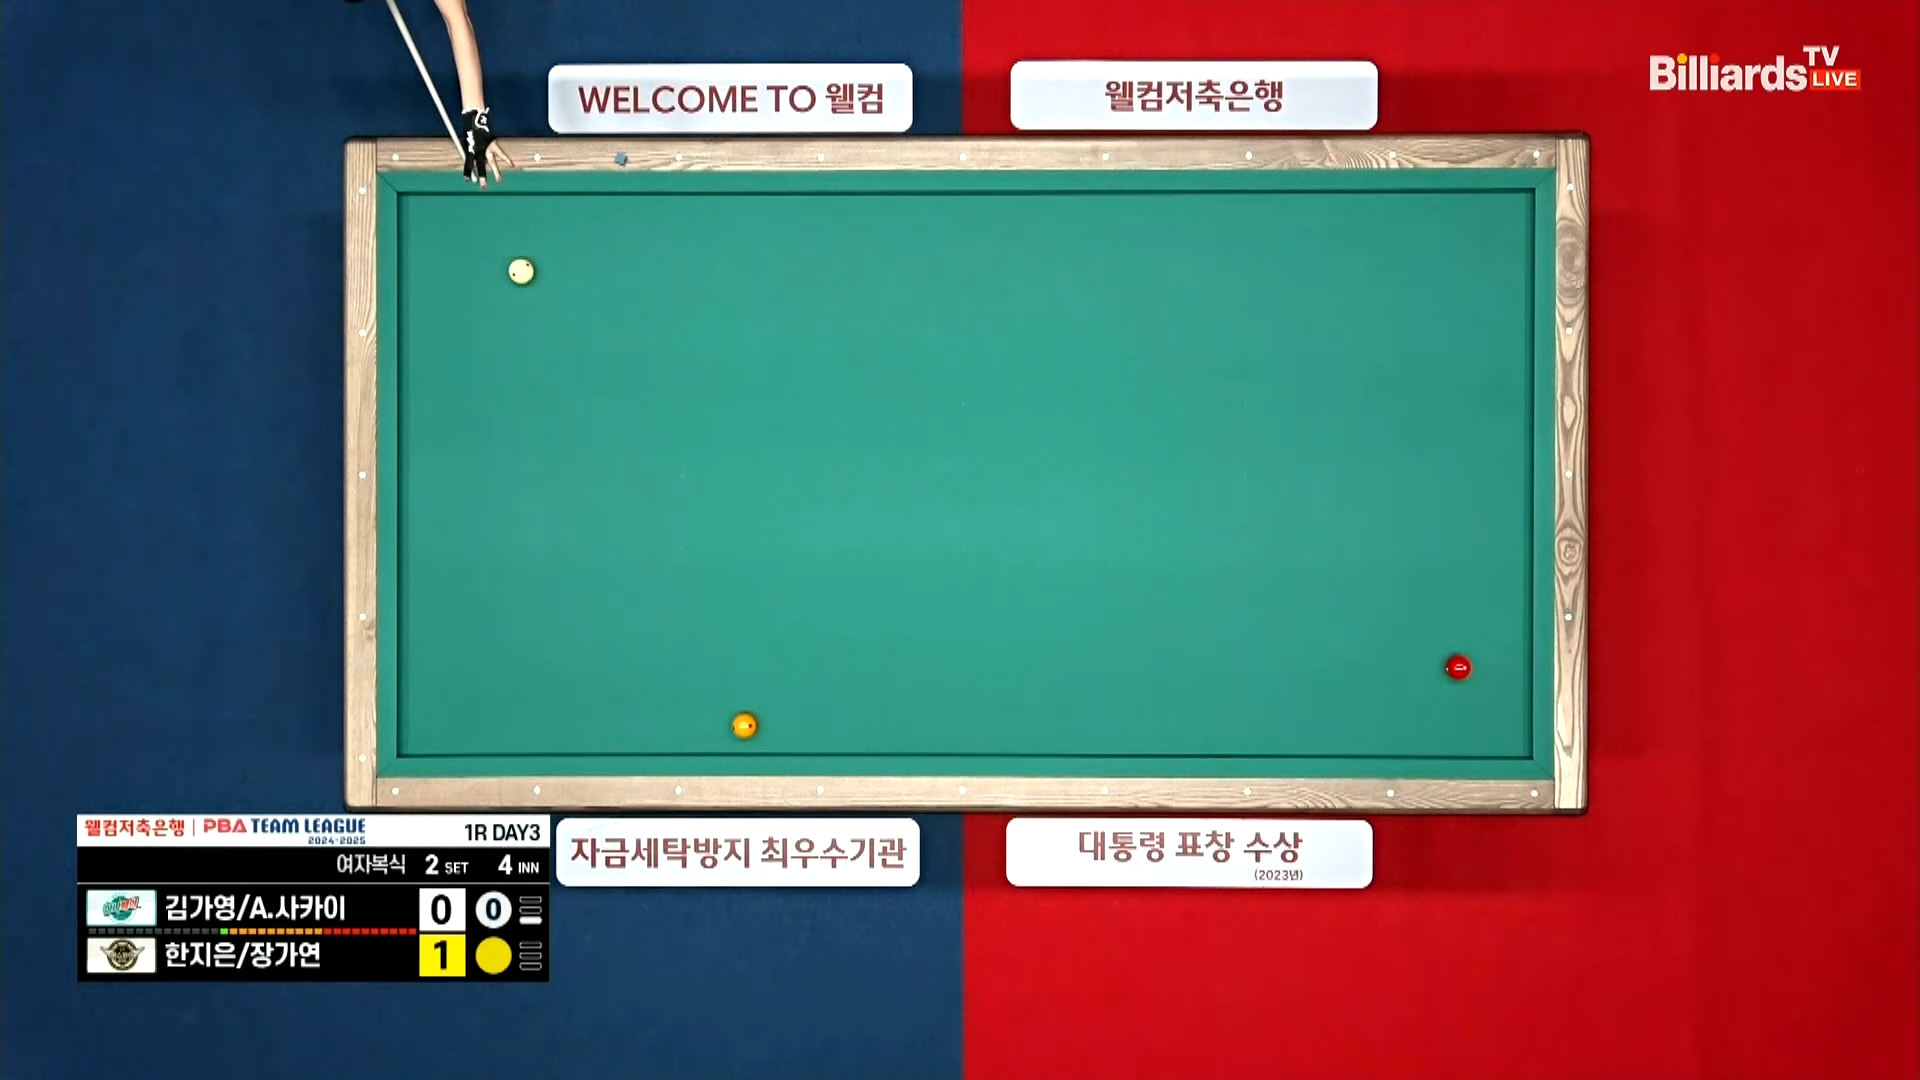 Billiards TV
LIVE
WELCOME TO 웰컴
웰컴저축은행
자금세탁방지 최우수기관
대통령 표창 수상
(2023년)
웰컴저축은행 | PBA TEAM LEAGUE
2024-2025
1R DAY3
여자복식 2 SET 4 INN
김가영/A.사카이 0 0
한지은/장가연 1